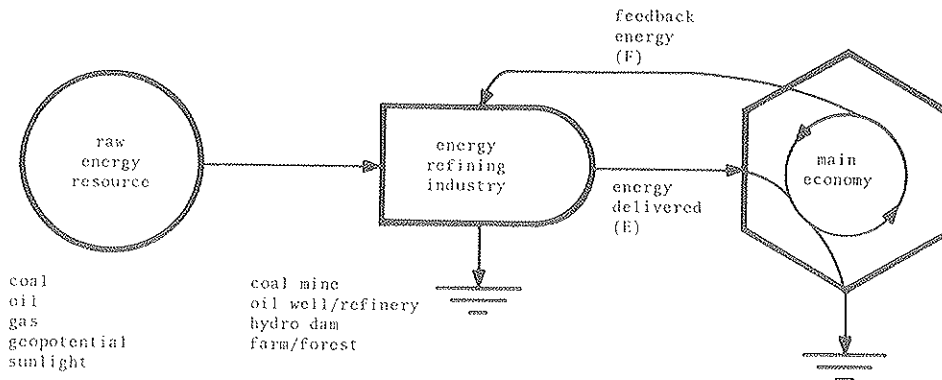 feedback
energy
(F)
raw
energy
resource
energy
refining
industry
main
economy
energy
delivered
(E)
coal
oil
gas
geopotential
sunlight
coal mine
oil well/refinery
hydro dam
farm/forest